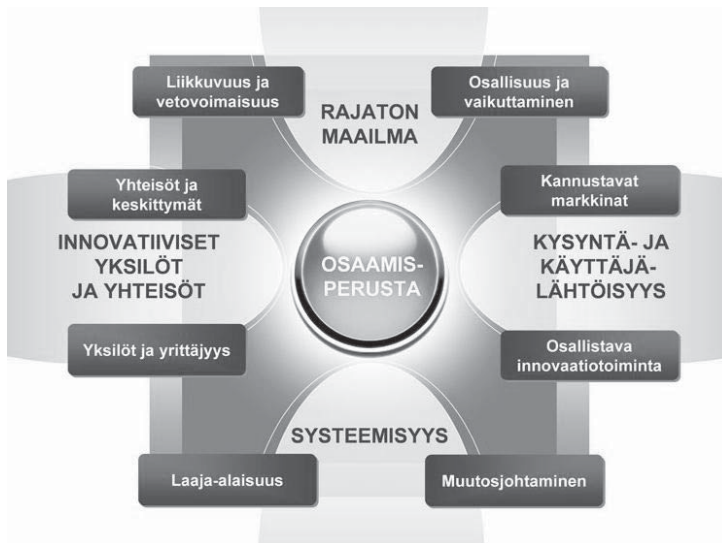 Liikkuvuus ja
vetovoimaisuus
Osallisuus ja
vaikuttaminen
RAJATON
MAAILMA
Yhteisöt ja
keskittymät
Kannustavat
markkinat
INNOVATIIVISET
YKSILÖT
JA YHTEISÖT
OSAAMIS-
PERUSTA
KYSYNTÄ- JA
KÄYTTÄJÄ-
LÄHTÖISYYS
Yksilöt ja yrittäjyys
Osallistava
innovaatiotoiminta
SYSTEEMISYYS
Laaja-alaisuus
Muutosjohtaminen